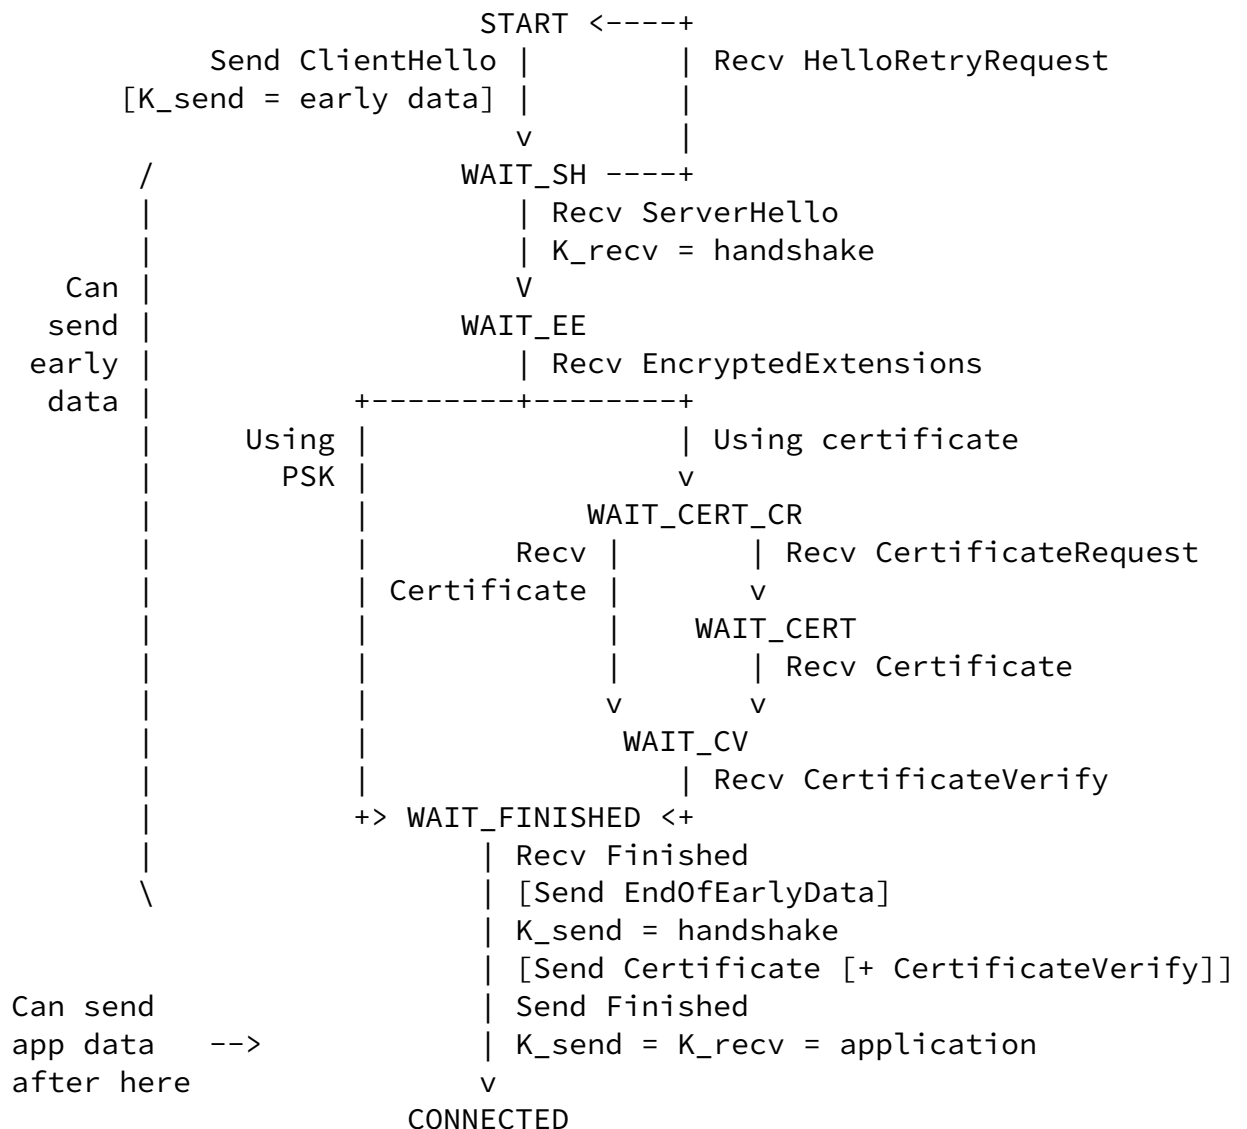 START <----+
Send ClientHello | | Recv HelloRetryRequest
[K_send = early data] | |
v |
/ WAIT_SH ----+
| | Recv ServerHello
| | K_recv = handshake
Can | V
send | WAIT_EE
early | | Recv EncryptedExtensions
data | +--------+--------+
| Using | | Using certificate
| PSK | v
| | WAIT_CERT_CR
| | Recv | | Recv CertificateRequest
| | Certificate | v
| | | WAIT_CERT
| | | | Recv Certificate
| | v v
| | WAIT_CV
| | | Recv CertificateVerify
| +> WAIT_FINISHED <+
| | Recv Finished
\ | [Send EndOfEarlyData]
| K_send = handshake
| [Send Certificate [+ CertificateVerify]]
Can send | Send Finished
app data --> | K_send = K_recv = application
after here v
CONNECTED